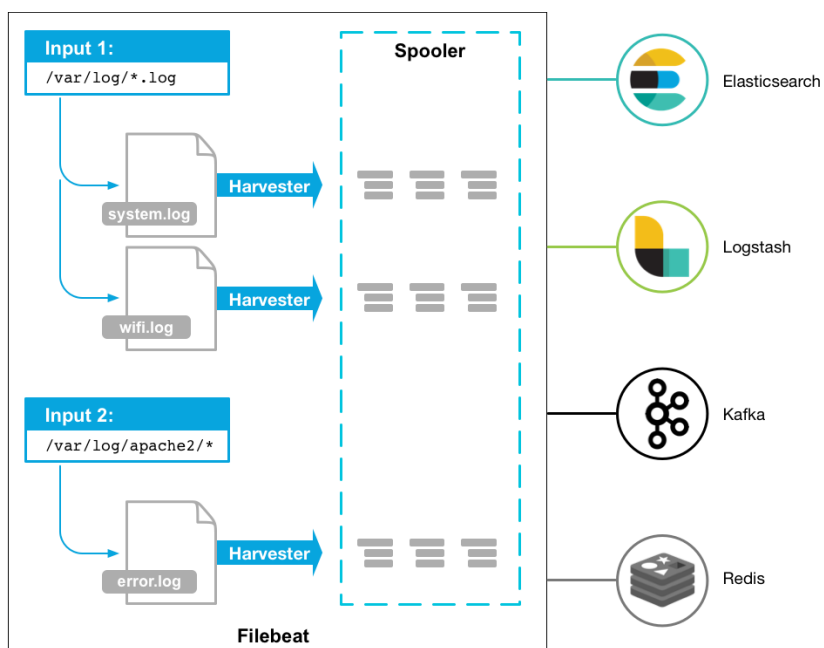 Input 1:
/var/log/*.log
Spooler
system.log
Harvester
wifi.log
Harvester
Input 2:
/var/log/apache2/*
error.log
Harvester
Filebeat
Elasticsearch
Logstash
Kafka
Redis